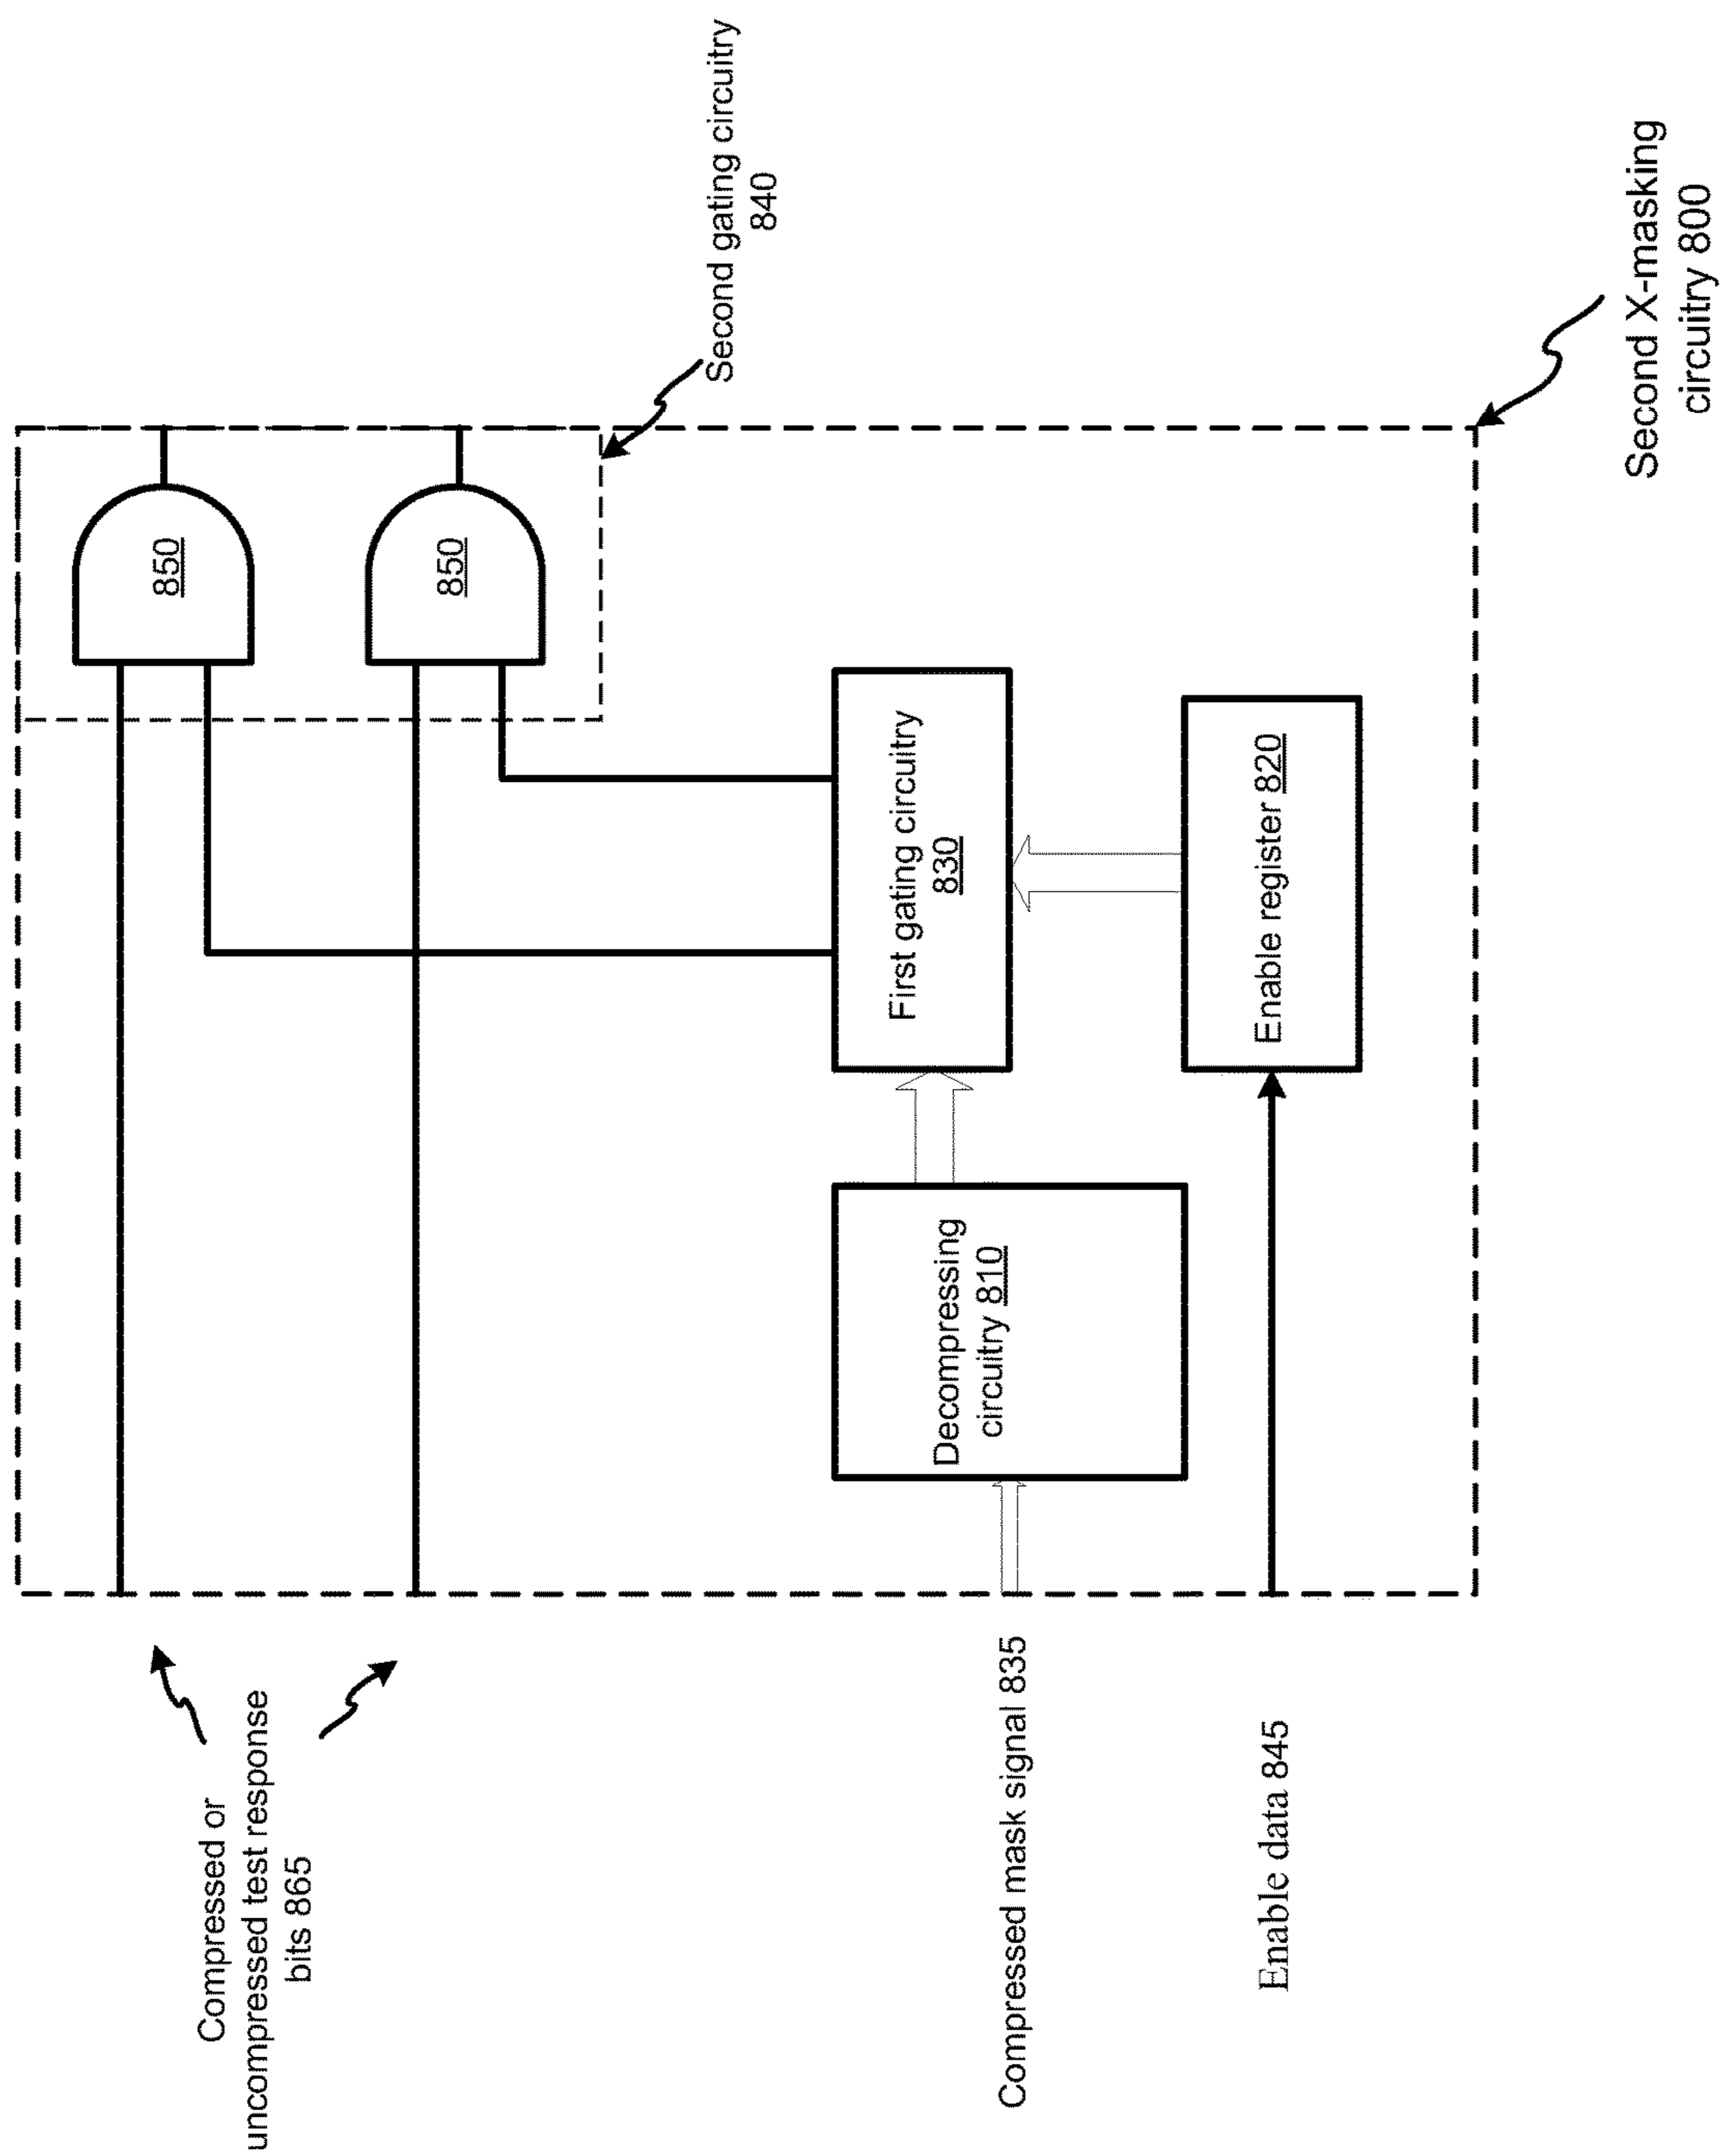 Compressed or
uncompressed test response
bits 865
850
850
Second gating circuitry
840
Compressed mask signal 835
Decompressing
circuitry 810
First gating circuitry
830
Enable data 845
Enable register 820
Second X-masking
circuitry 800